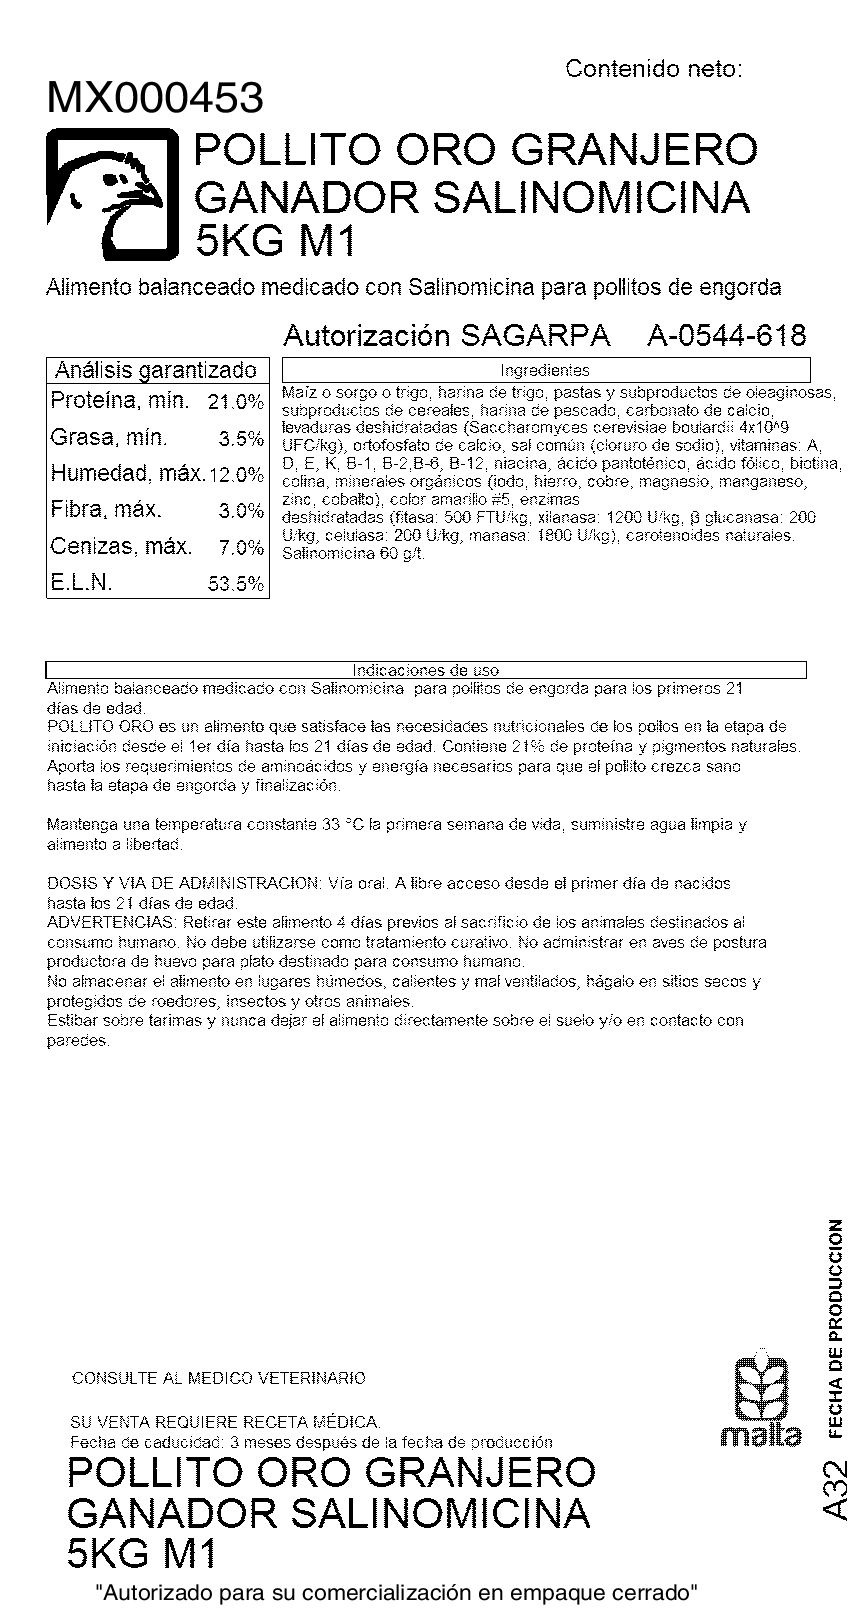 Contenido neto:
MX000453
POLLITO ORO GRANJERO
GANADOR SALINOMICINA
5KG M1
Alimento balanceado medicado con Salinomicina para pollitos de engorda
Autorización SAGARPA A-0544-618
Análisis garantizado
Proteína, mín. 21.0%
Grasa, mín. 3.5%
Humedad, máx. 12.0%
Fibra, máx. 3.0%
Cenizas, máx. 7.0%
E.L.N. 53.5%
Ingredientes
Maíz o sorgo o trigo, harina de trigo, pastas y subproductos de oleaginosas,
subproductos de cereales, harina de pescado, carbonato de calcio,
levaduras deshidratadas (Saccharomyces cerevisiae boulardii 4x10^9
UFC/kg), ortofosfato de calcio, sal común (cloruro de sodio), vitaminas: A,
D, E, K, B-1, B-2,B-6, B-12, niacina, ácido pantoténico, ácido fólico, biotina,
colina, minerales orgánicos (iodo, hierro, cobre, magnesio, manganeso,
zinc, cobalto), color amarillo #5, enzimas
deshidratadas (fitasa: 500 FTU/kg, xilanasa: 1200 U/kg, β glucanasa: 200
U/kg, celulasa: 200 U/kg, manasa: 1800 U/kg), carotenoides naturales.
Salinomicina 60 g/t.
Indicaciones de uso
Alimento balanceado medicado con Salinomicina para pollitos de engorda para los primeros 21
días de edad.
POLLITO ORO es un alimento que satisface las necesidades nutricionales de los pollos en la etapa de
iniciación desde el 1er día hasta los 21 días de edad. Contiene 21% de proteína y pigmentos naturales.
Aporta los requerimientos de aminoácidos y energía necesarios para que el pollito crezca sano
hasta la etapa de engorda y finalización.
Mantenga una temperatura constante 33 °C la primera semana de vida, suministre agua limpia y
alimento a libertad.
DOSIS Y VIA DE ADMINISTRACION: Vía oral. A libre acceso desde el primer día de nacidos
hasta los 21 días de edad.
ADVERTENCIAS: Retirar este alimento 4 días previos al sacrificio de los animales destinados al
consumo humano. No debe utilizarse como tratamiento curativo. No administrar en aves de postura
productora de huevo para plato destinado para consumo humano.
No almacenar el alimento en lugares húmedos, calientes y mal ventilados, hágalo en sitios secos y
protegidos de roedores, insectos y otros animales.
Estibar sobre tarimas y nunca dejar el alimento directamente sobre el suelo y/o en contacto con
paredes.
FECHA DE PRODUCCION
A32
CONSULTE AL MEDICO VETERINARIO
SU VENTA REQUIERE RECETA MÉDICA.
Fecha de caducidad: 3 meses después de la fecha de producción
malta
POLLITO ORO GRANJERO
GANADOR SALINOMICINA
5KG M1
"Autorizado para su comercialización en empaque cerrado"